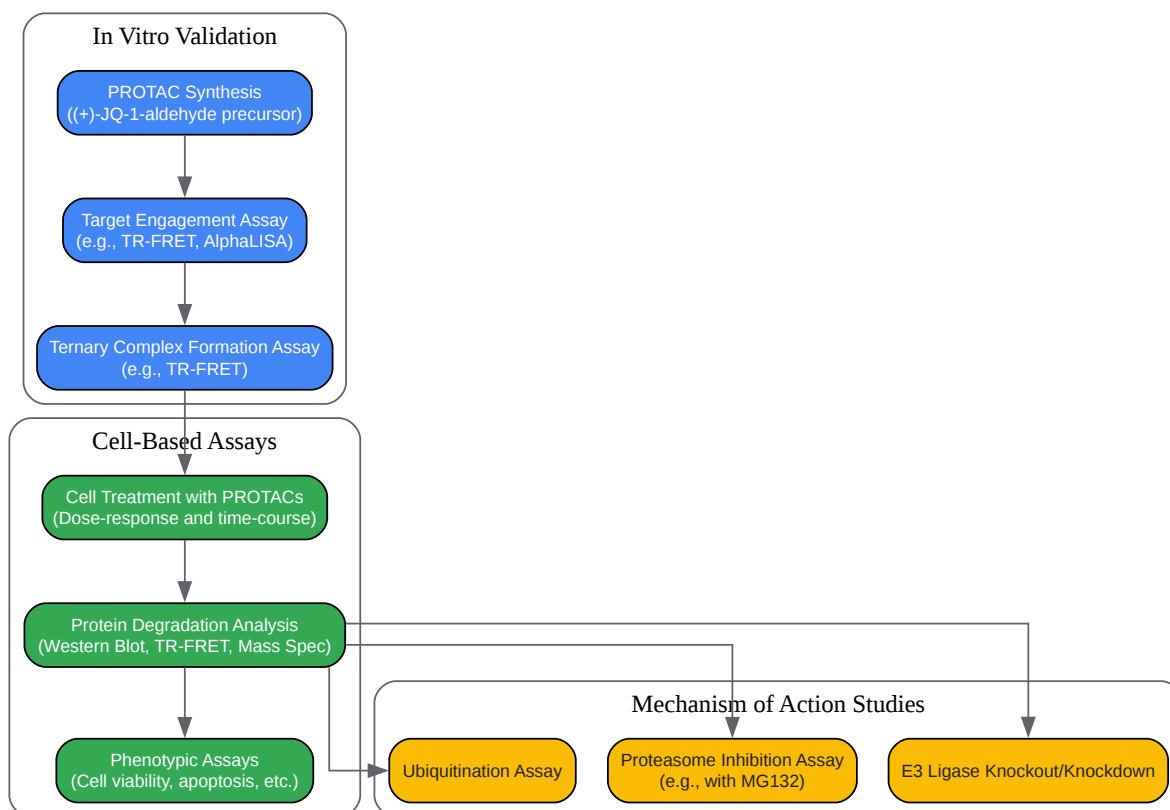 In Vitro Validation
PROTAC Synthesis
((+)-JQ-1-aldehyde precursor)
Target Engagement Assay
(e.g., TR-FRET, AlphaLISA)
Ternary Complex Formation Assay
(e.g., TR-FRET)
Cell-Based Assays
Cell Treatment with PROTACs
(Dose-response and time-course)
Protein Degradation Analysis
(Western Blot, TR-FRET, Mass Spec)
Phenotypic Assays
(Cell viability, apoptosis, etc.)
Mechanism of Action Studies
Ubiquitination Assay
Proteasome Inhibition Assay
(e.g., with MG132)
E3 Ligase Knockout/Knockdown